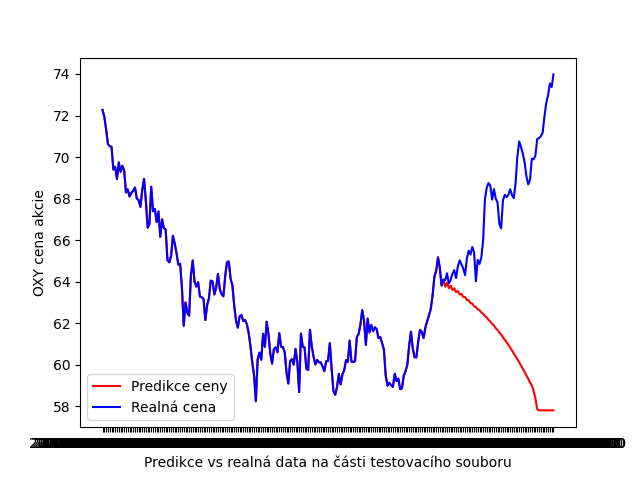 74
72
70
68
66
64
62
60
58
OXY cena akcie
Predikce ceny
Realná cena
Predikce vs realná data na části testovacího souboru